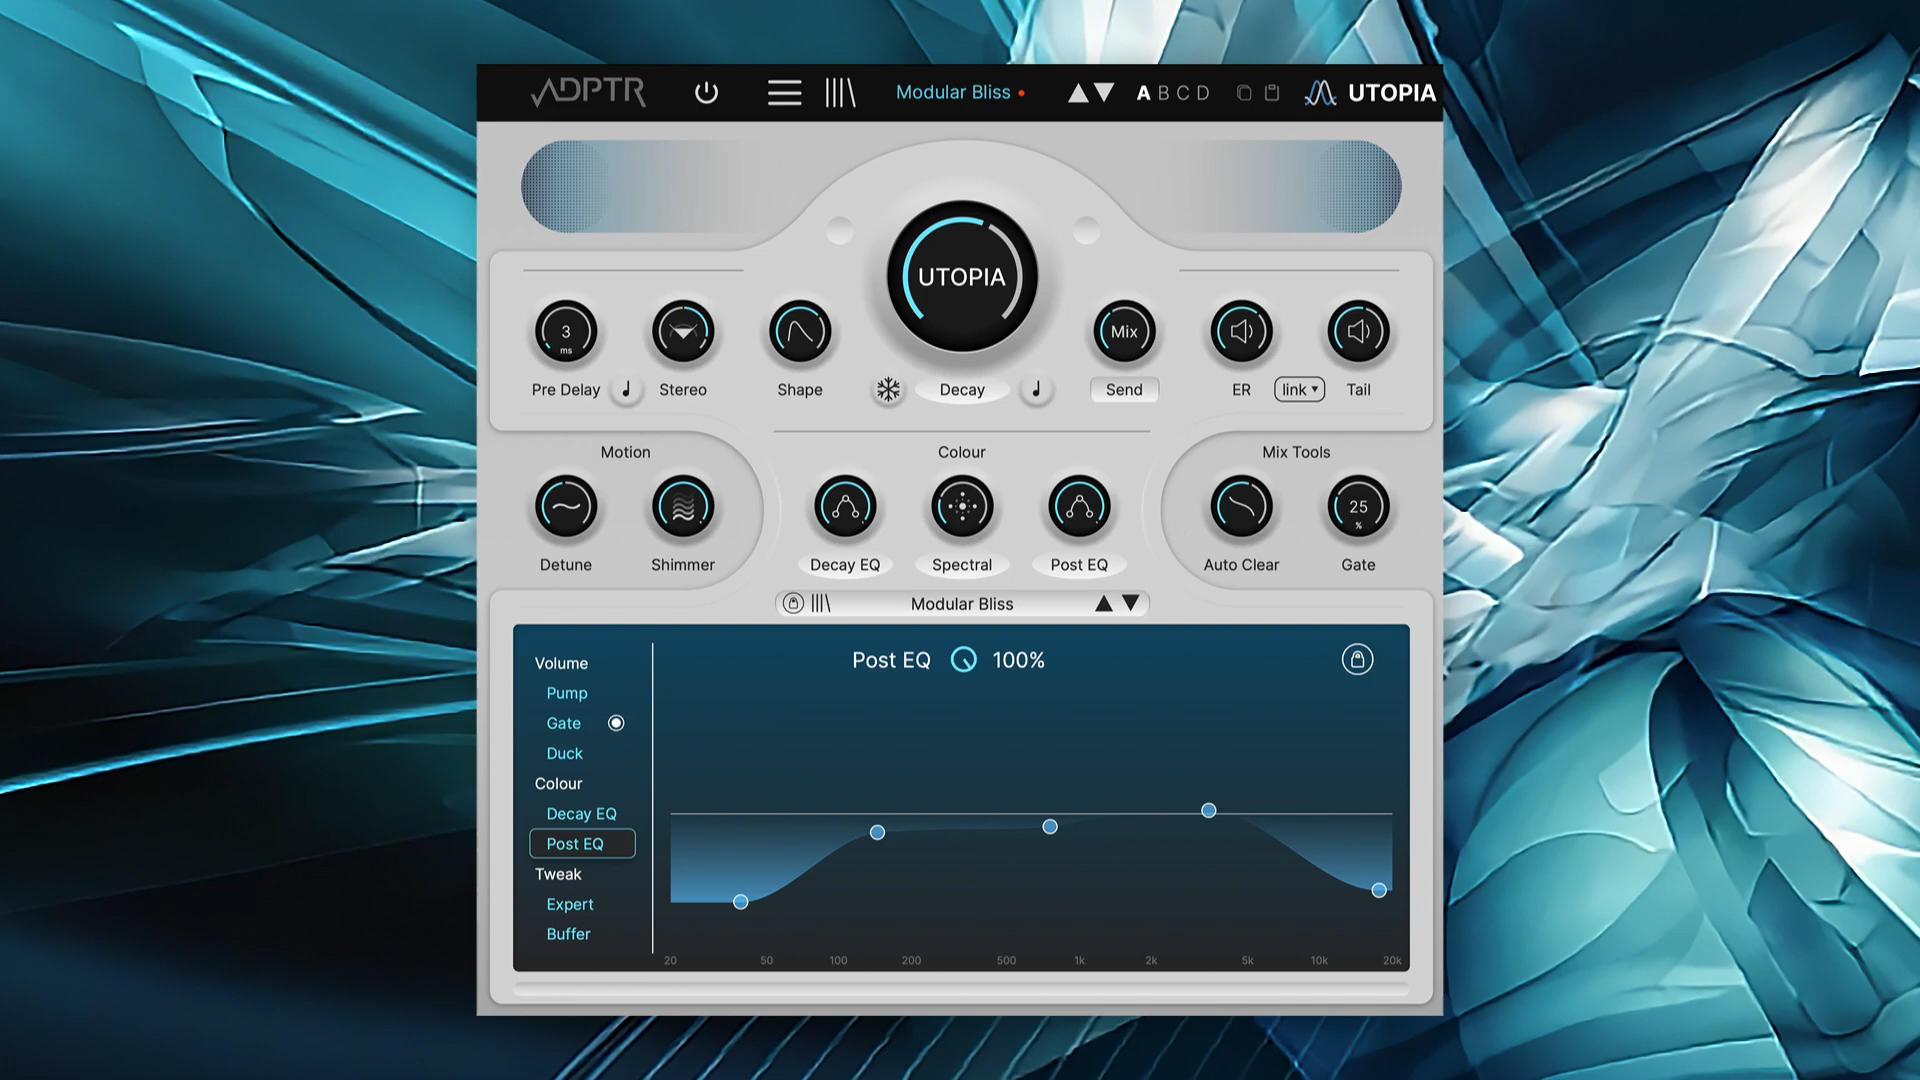 ADPTR
Modular Bliss
A B C D
UTOPIA
UTOPIA
3
ms
Mix
Pre Delay
Stereo
Shape
Decay
Send
ER
link
Tail
Motion
Colour
Mix Tools
25
%
Detune
Shimmer
Decay EQ
Spectral
Post EQ
Auto Clear
Gate
Modular Bliss
Post EQ 100%
Volume
Pump
Gate
Duck
Colour
Decay EQ
Post EQ
Tweak
Expert
Buffer
20 50 100 200 500 1k 2k 5k 10k 20k